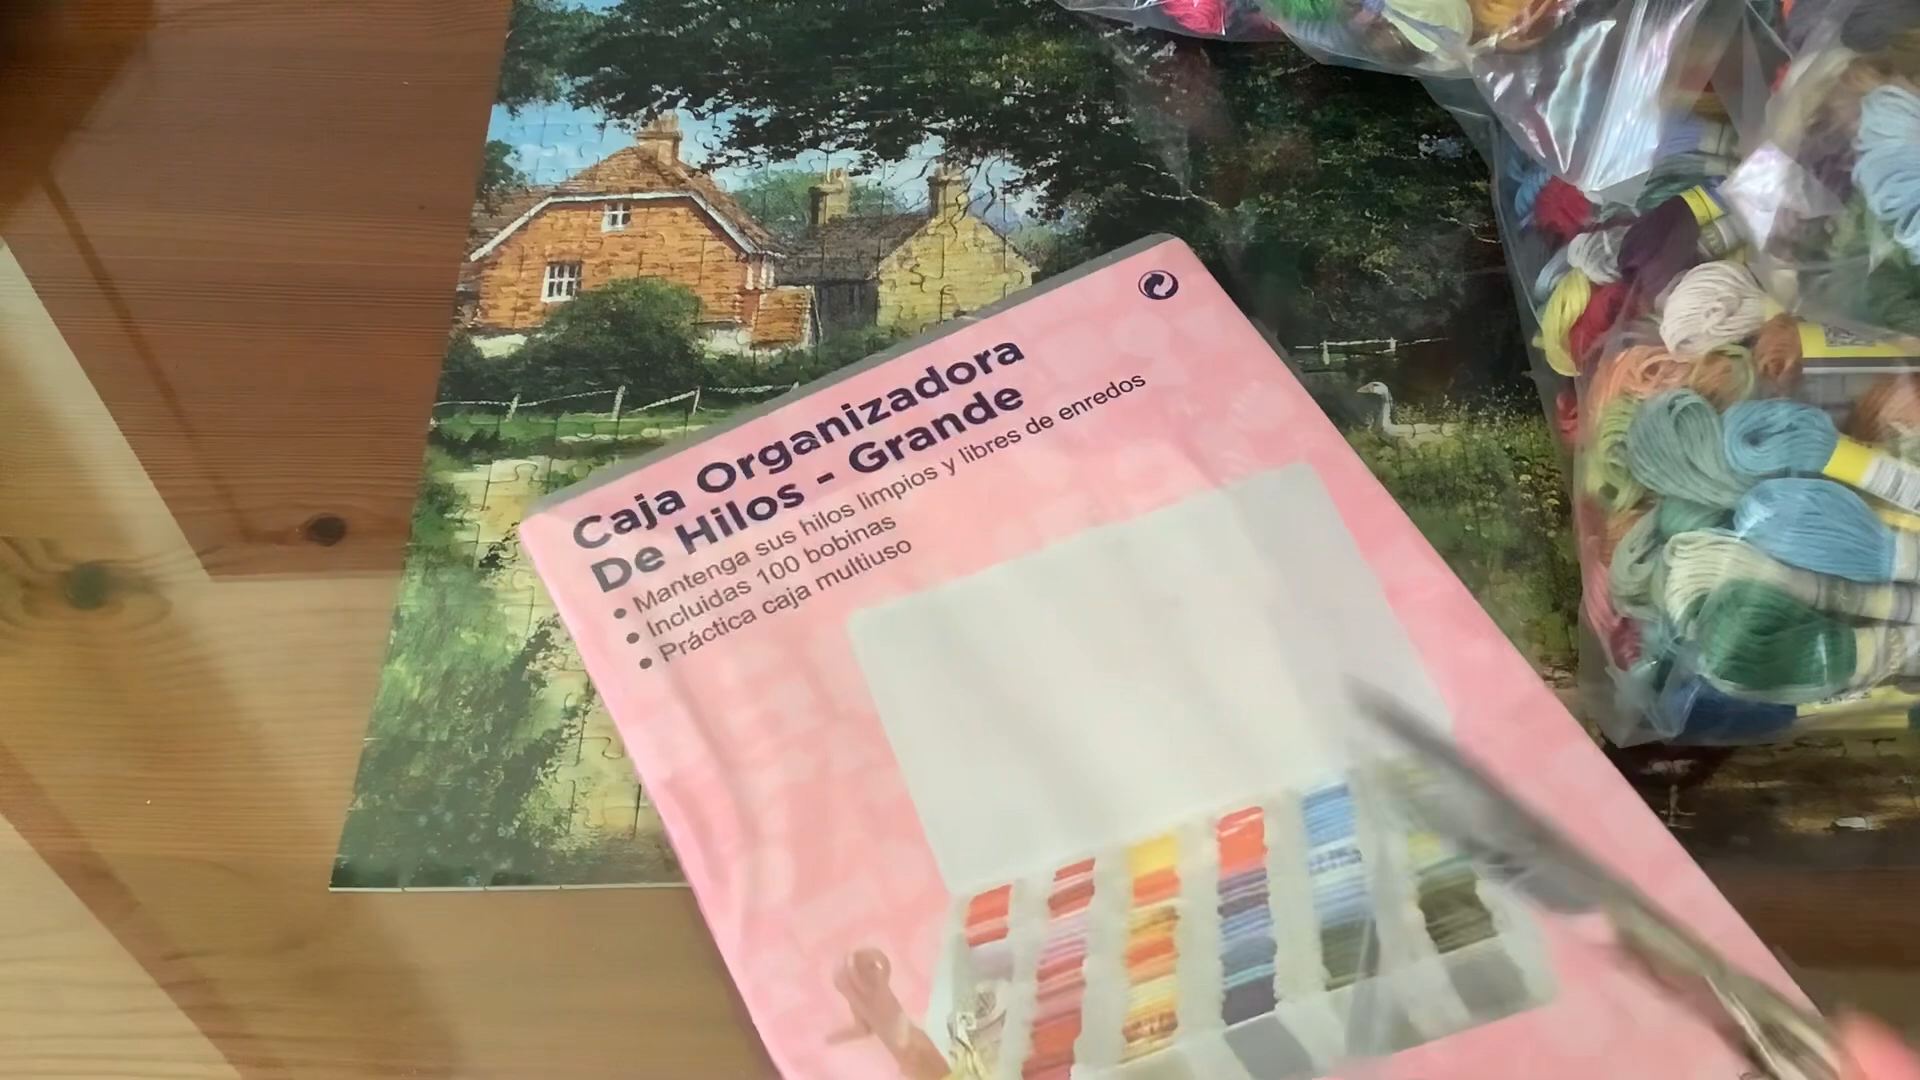 Caja Organizadora
De Hilos - Grande
• Mantenga sus hilos limpios y libres de enredos
• Incluidas 100 bobinas
• Práctica caja multiuso